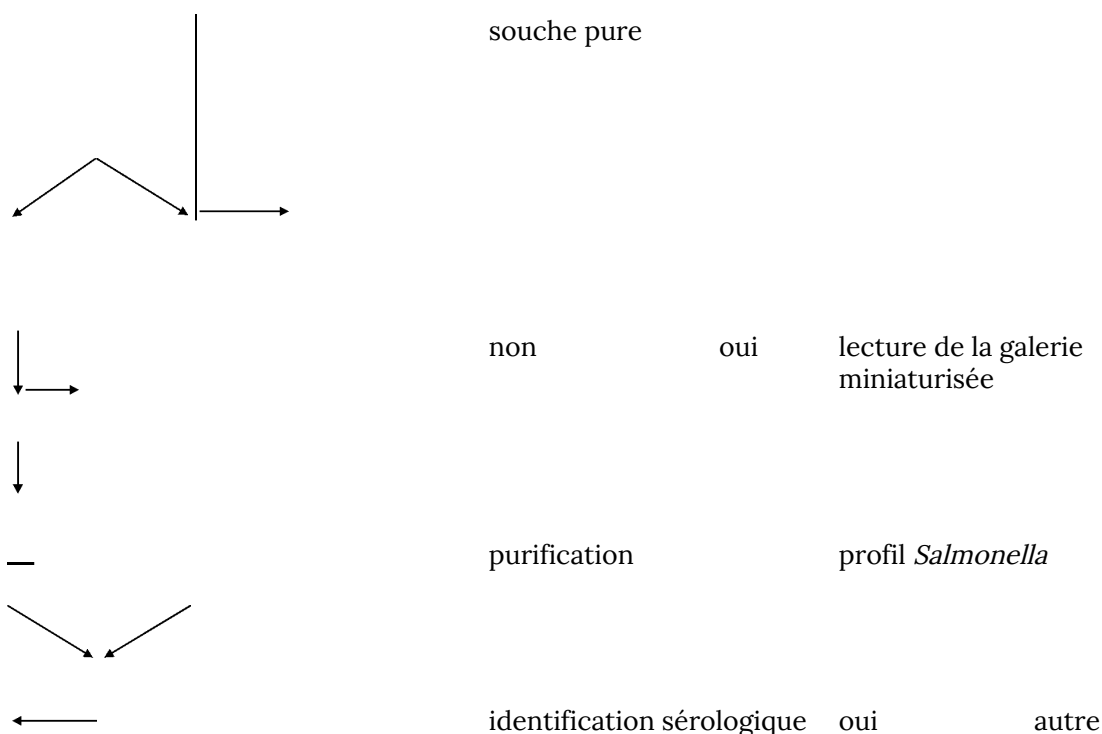 souche pure
non oui lecture de la galerie
miniaturisée
purification profil Salmonella
identification sérologique oui autre